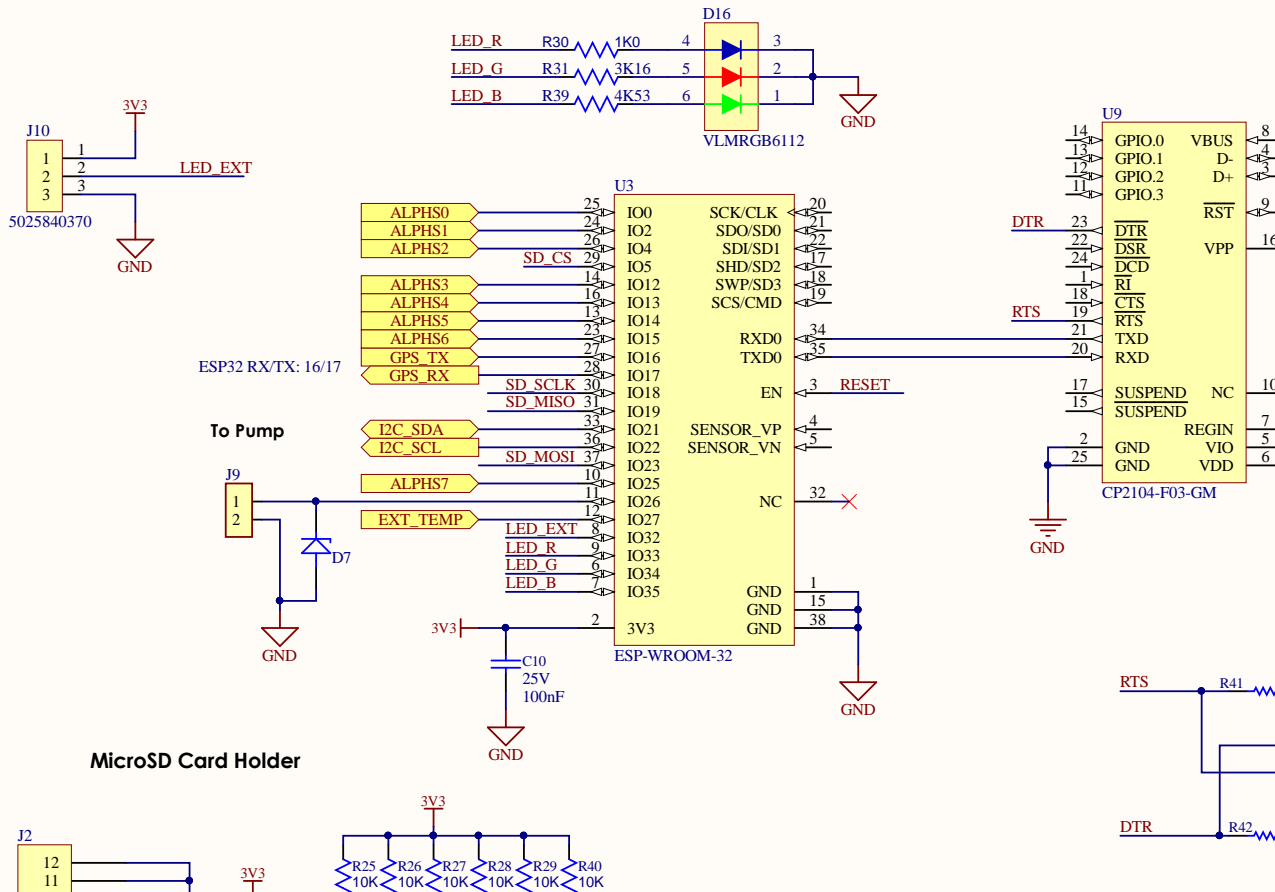 D16
LED_R R30 1K0 4 3
LED_G R31 3K16 5 2
LED_B R39 4K53 6 1
GND
VLMRGB6112
3V3
J10
1 1
2 2 LED_EXT
3 3
5025840370
GND
U3
ALPHS0 25 IO0 SCK/CLK 20
ALPHS1 24 IO2 SDO/SD0 21
ALPHS2 26 IO4 SDI/SD1 22
SD_CS 29 IO5 SHD/SD2 17
ALPHS3 14 IO12 SWP/SD3 18
ALPHS4 16 IO13 SCS/CMD 19
ALPHS5 13 IO14
ALPHS6 23 IO15 RXD0 34
GPS_TX 27 IO16 TXD0 35
ESP32 RX/TX: 16/17
GPS_RX 28 IO17
SD_SCLK 30 IO18 EN 3 RESET
SD_MISO 31 IO19
I2C_SDA 33 IO21 SENSOR_VP 4
I2C_SCL 36 IO22 SENSOR_VN 5
SD_MOSI 37 IO23
ALPHS7 10 IO25
11 IO26 NC 32
EXT_TEMP 12 IO27
LED_EXT 8 IO32
LED_R 9 IO33
LED_G 6 IO34
LED_B 7 IO35 GND 1
GND 15
3V3 2 3V3 GND 38
ESP-WROOM-32
C10
25V
100nF
GND
GND
To Pump
J9
1
2
D7
GND
U9
14 GPIO.0 VBUS 8
13 GPIO.1 D- 4
12 GPIO.2 D+ 3
11 GPIO.3
RST 9
DTR 23 DTR
22 DSR VPP 16
24 DCD
1 RI
18 CTS
RTS 19 RTS
21 TXD
20 RXD
17 SUSPEND NC 10
15 SUSPEND
REGIN 7
2 GND VIO 5
25 GND VDD 6
CP2104-F03-GM
GND
RTS R41
DTR R42
MicroSD Card Holder
J2
12
11
3V3
3V3
R25 R26 R27 R28 R29 R40
10K 10K 10K 10K 10K 10K